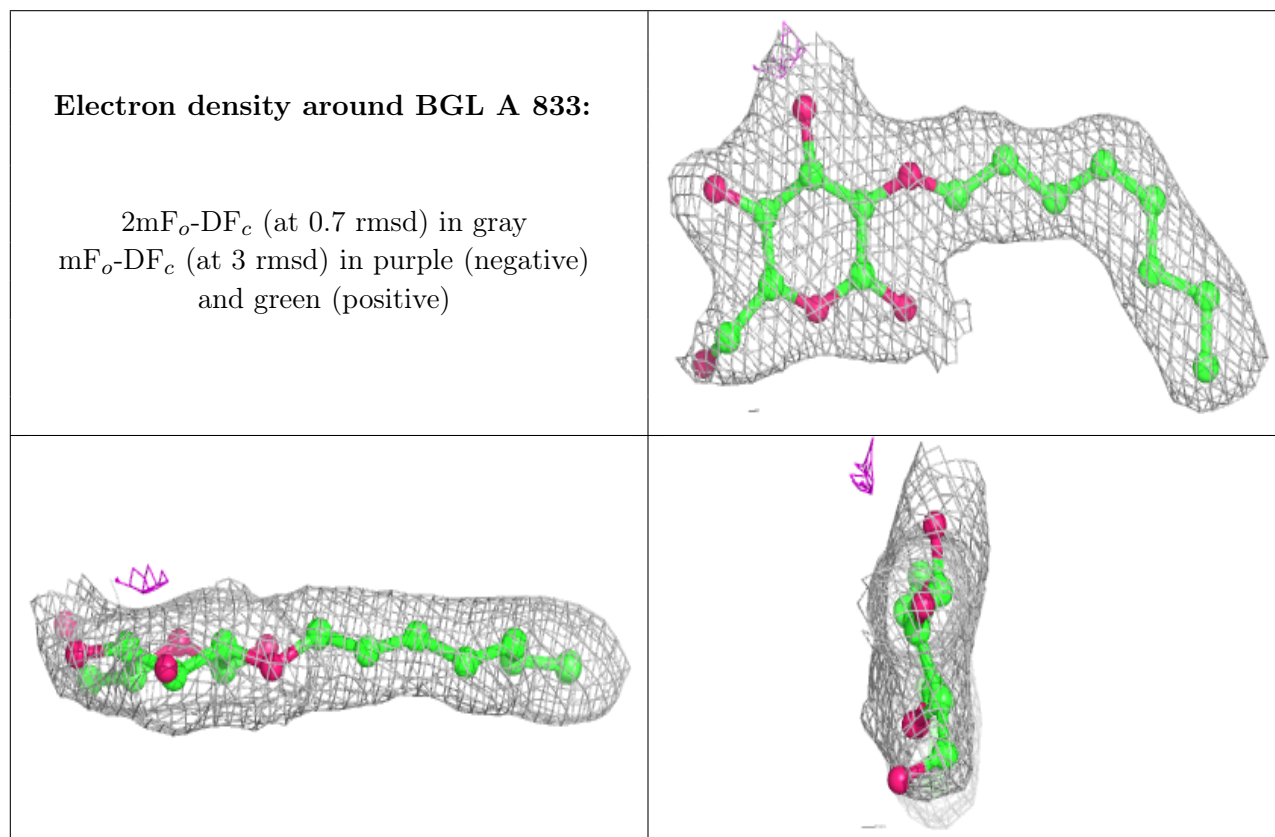 Electron density around BGL A 833:
2mFo-DFc (at 0.7 rmsd) in gray
mFo-DFc (at 3 rmsd) in purple (negative)
and green (positive)